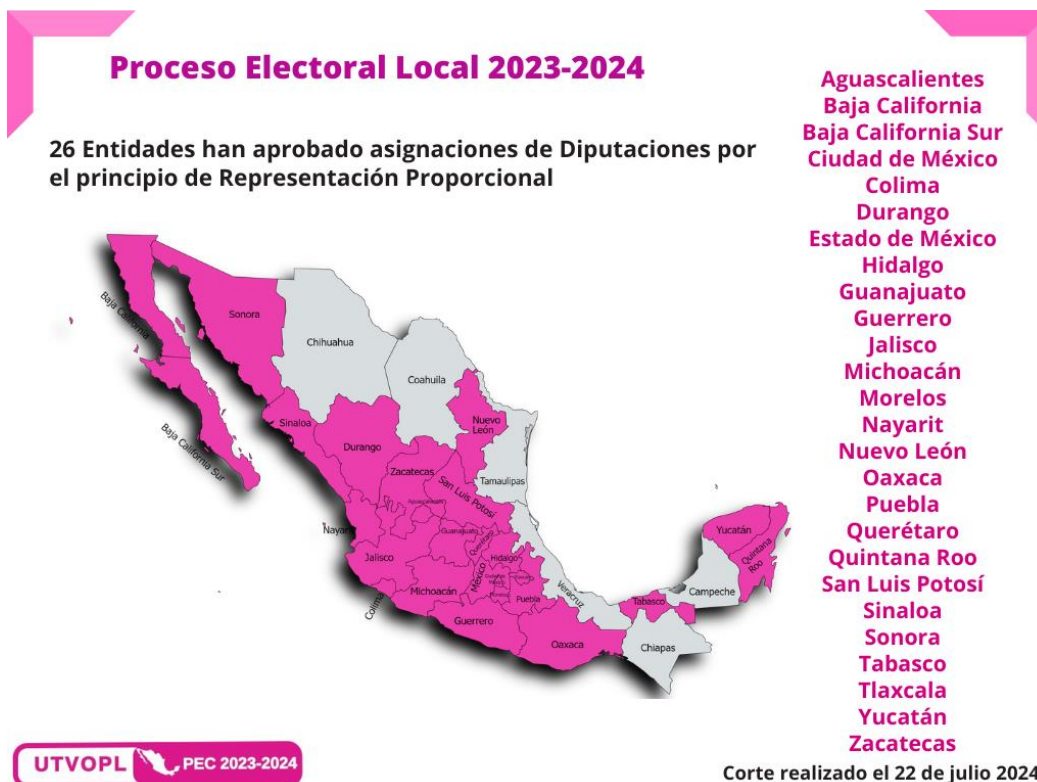 Proceso Electoral Local 2023-2024
26 Entidades han aprobado asignaciones de Diputaciones por
el principio de Representación Proporcional
Aguascalientes
Baja California
Baja California Sur
Ciudad de México
Colima
Durango
Estado de México
Hidalgo
Guanajuato
Guerrero
Jalisco
Michoacán
Morelos
Nayarit
Nuevo León
Oaxaca
Puebla
Querétaro
Quintana Roo
San Luis Potosí
Sinaloa
Sonora
Tabasco
Tlaxcala
Yucatán
Zacatecas
Baja California
Sonora
Chihuahua
Coahuila
Baja California Sur
Sinaloa
Nuevo
León
Durango
Zacatecas
Tamaulipas
San Luis Potosí
Nayarit
Guanajuato
Querétaro
Jalisco
Hidalgo
Yucatán
Quintana
Roo
Colima
Michoacán
México
Puebla
Veracruz
Tabasco
Campeche
Guerrero
Oaxaca
Chiapas
UTVOPL PEC 2023-2024
Corte realizado el 22 de julio 2024